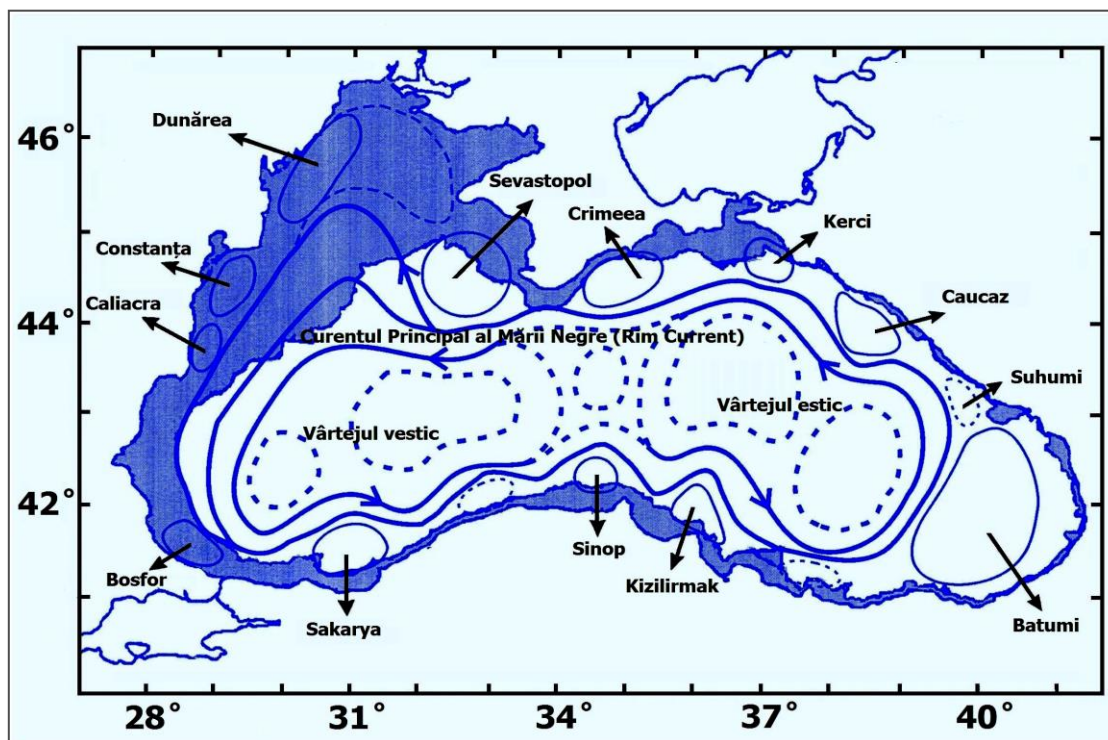 Dunărea
46°
Sevastopol
Crimeea
Kerci
Constanța
Caliacra
44°
Caucaz
Curentul Principal al Mării Negre (Rim Current)
Suhumi
Vârtejul estic
Vârtejul vestic
42°
Sinop
Bosfor
Kizilirmak
Sakarya
Batumi
28° 31° 34° 37° 40°